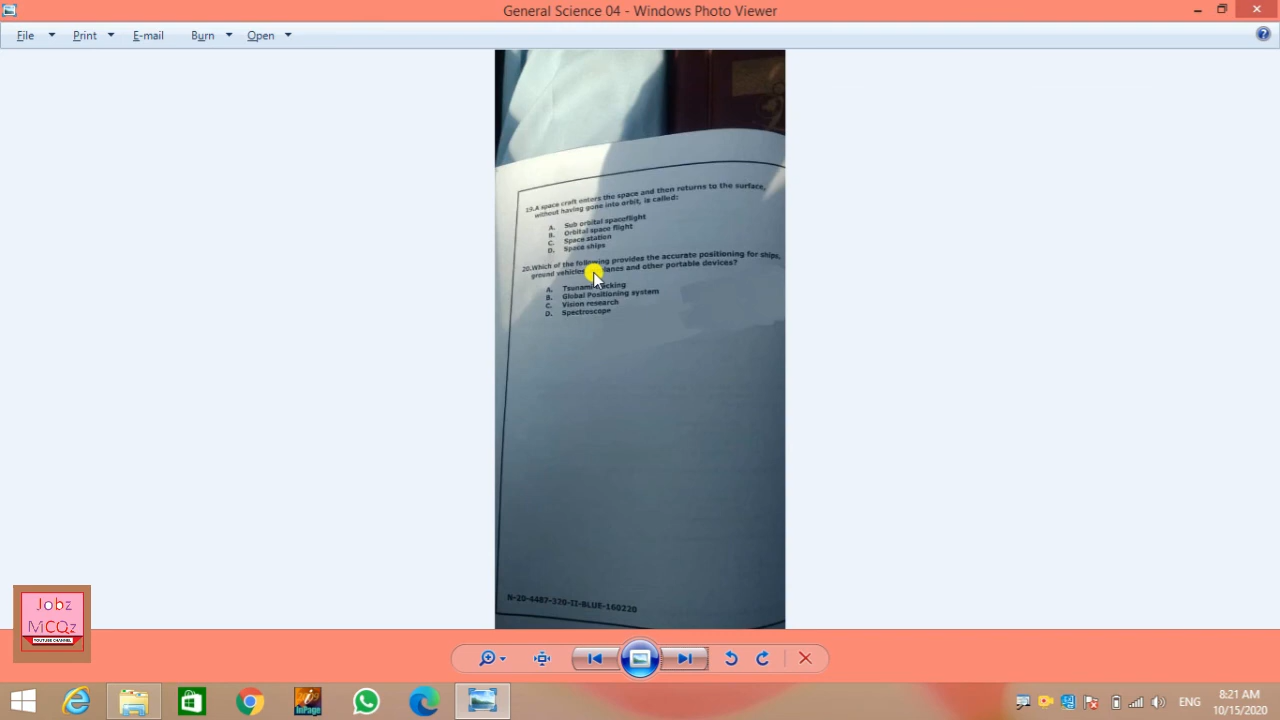 General Science 04 - Windows Photo Viewer
File Print E-mail Burn Open
19.A space craft enters the space and then returns to the surface,
without having gone into orbit, is called:
A. Sub orbital spaceflight
B. Orbital space flight
C. Space station
D. Space ships
20.Which of the following provides the accurate positioning for ships,
ground vehicles and other portable devices?
A. Tsunami
B. Global Positioning system
C. Vision research
D. Spectroscope
N-20-4487-320-II-BLUE-160220
Jobz
MCQz
YOUTUBE CHANNEL
InPage
ENG
8:21 AM
10/15/2020